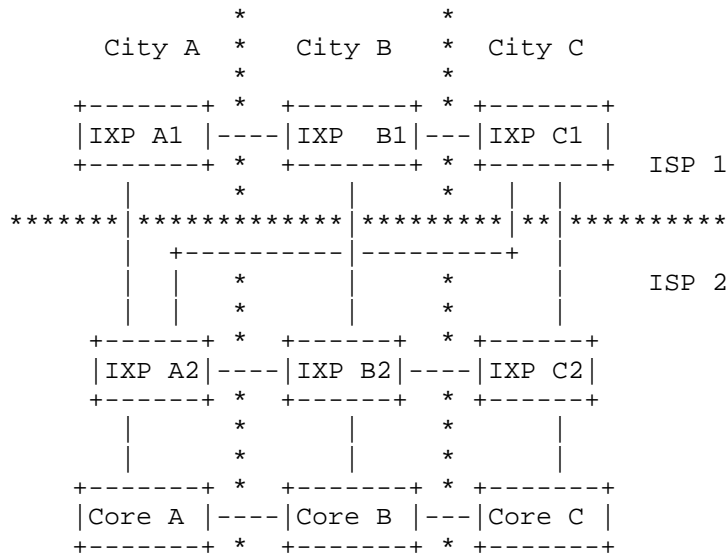 City A City B City C
IXP A1 IXP B1 IXP C1
ISP 1
ISP 2
IXP A2 IXP B2 IXP C2
Core A Core B Core C